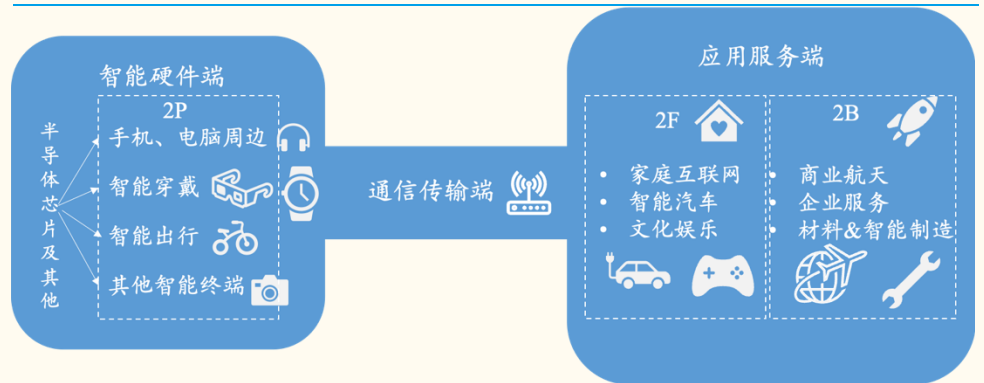 智能硬件端
半导体芯片及其他
2P
手机、电脑周边
智能穿戴
智能出行
其他智能终端
通信传输端
应用服务端
2F
• 家庭互联网
• 智能汽车
• 文化娱乐
2B
• 商业航天
• 企业服务
• 材料&智能制造